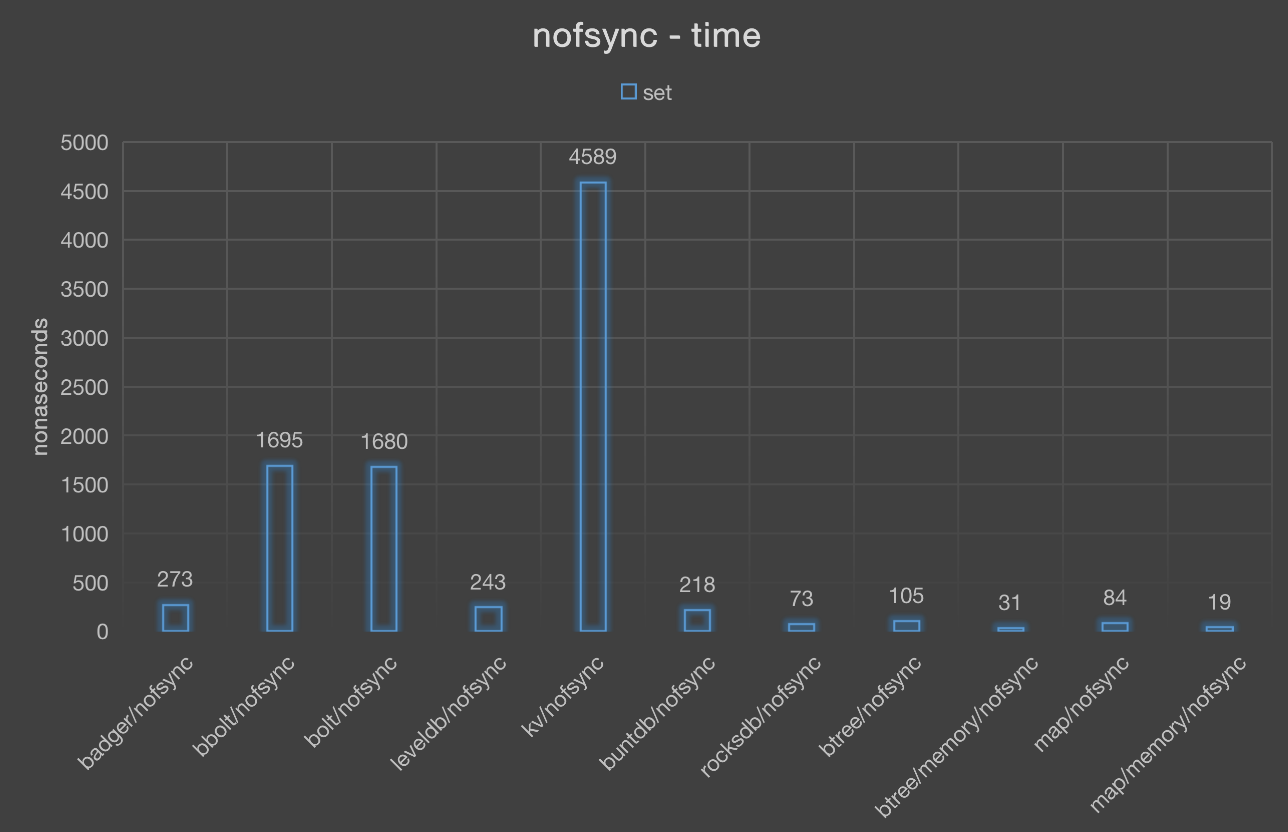 nofsync - time
set
nonaseconds
5000
4500
4000
3500
3000
2500
2000
1500
1000
500
0
273
1695
1680
243
4589
218
73
105
31
84
19
badger/nofsync
bbolt/nofsync
bolt/nofsync
leveldb/nofsync
kv/nofsync
buntdb/nofsync
rocksdb/nofsync
btree/nofsync
btree/memory/nofsync
map/nofsync
map/memory/nofsync